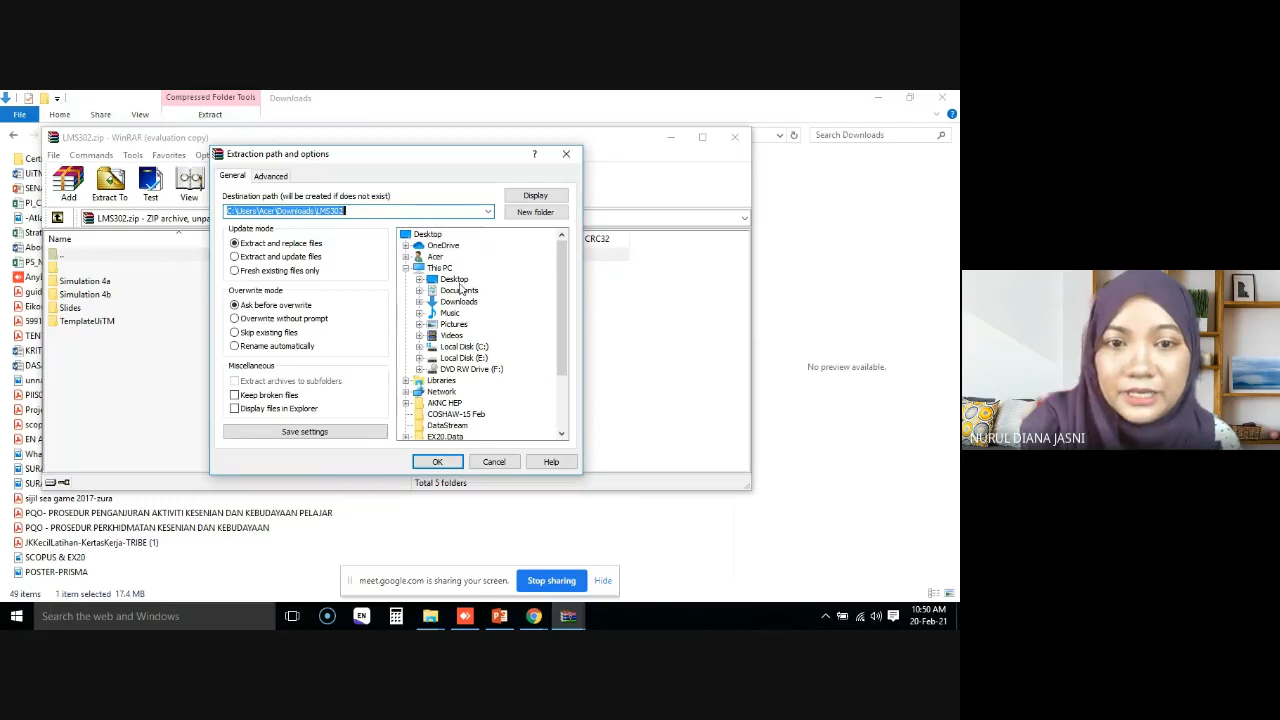 Compressed Folder Tools
Downloads
File
Home
Share
View
Extract
LMS302.zip - WinRAR (evaluation copy)
Search Downloads
File
Commands
Tools
Favorites
Extraction path and options
General
Advanced
Destination path (will be created if does not exist)
C:\Users\Acer\Downloads\LMS302
Display
New folder
Update mode
Extract and replace files
Extract and update files
Fresh existing files only
Overwrite mode
Ask before overwrite
Overwrite without prompt
Skip existing files
Rename automatically
Miscellaneous
Extract archives to subfolders
Keep broken files
Display files in Explorer
Save settings
Desktop
OneDrive
Acer
This PC
Desktop
Documents
Downloads
Music
Pictures
Videos
Local Disk (C:)
Local Disk (E:)
DVD RW Drive (F:)
Libraries
Network
AKNC HEP
COSHAW-15 Feb
DataStream
EX20.Data
OK
Cancel
Help
Add
Extract To
Test
View
LMS302.zip - ZIP archive,
Name
CRC32
..
Simulation 4a
Simulation 4b
Slides
TemplateUiTM
Total 5 folders
No preview available.
sijil sea game 2017-zura
PQO- PROSEDUR PENGANJURAN AKTIVITI KESENIAN DAN KEBUDAYAAN PELAJAR
PQO - PROSEDUR PERKHIDMATAN KESENIAN DAN KEBUDAYAAN
JKKecilLatihan-KertasKerja-TRIBE (1)
SCOPUS & EX20
POSTER-PRISMA
49 items
1 item selected 17.4 MB
meet.google.com is sharing your screen.
Stop sharing
Hide
Search the web and Windows
EN
10:50 AM
20-Feb-21
NURUL DIANA JASNI